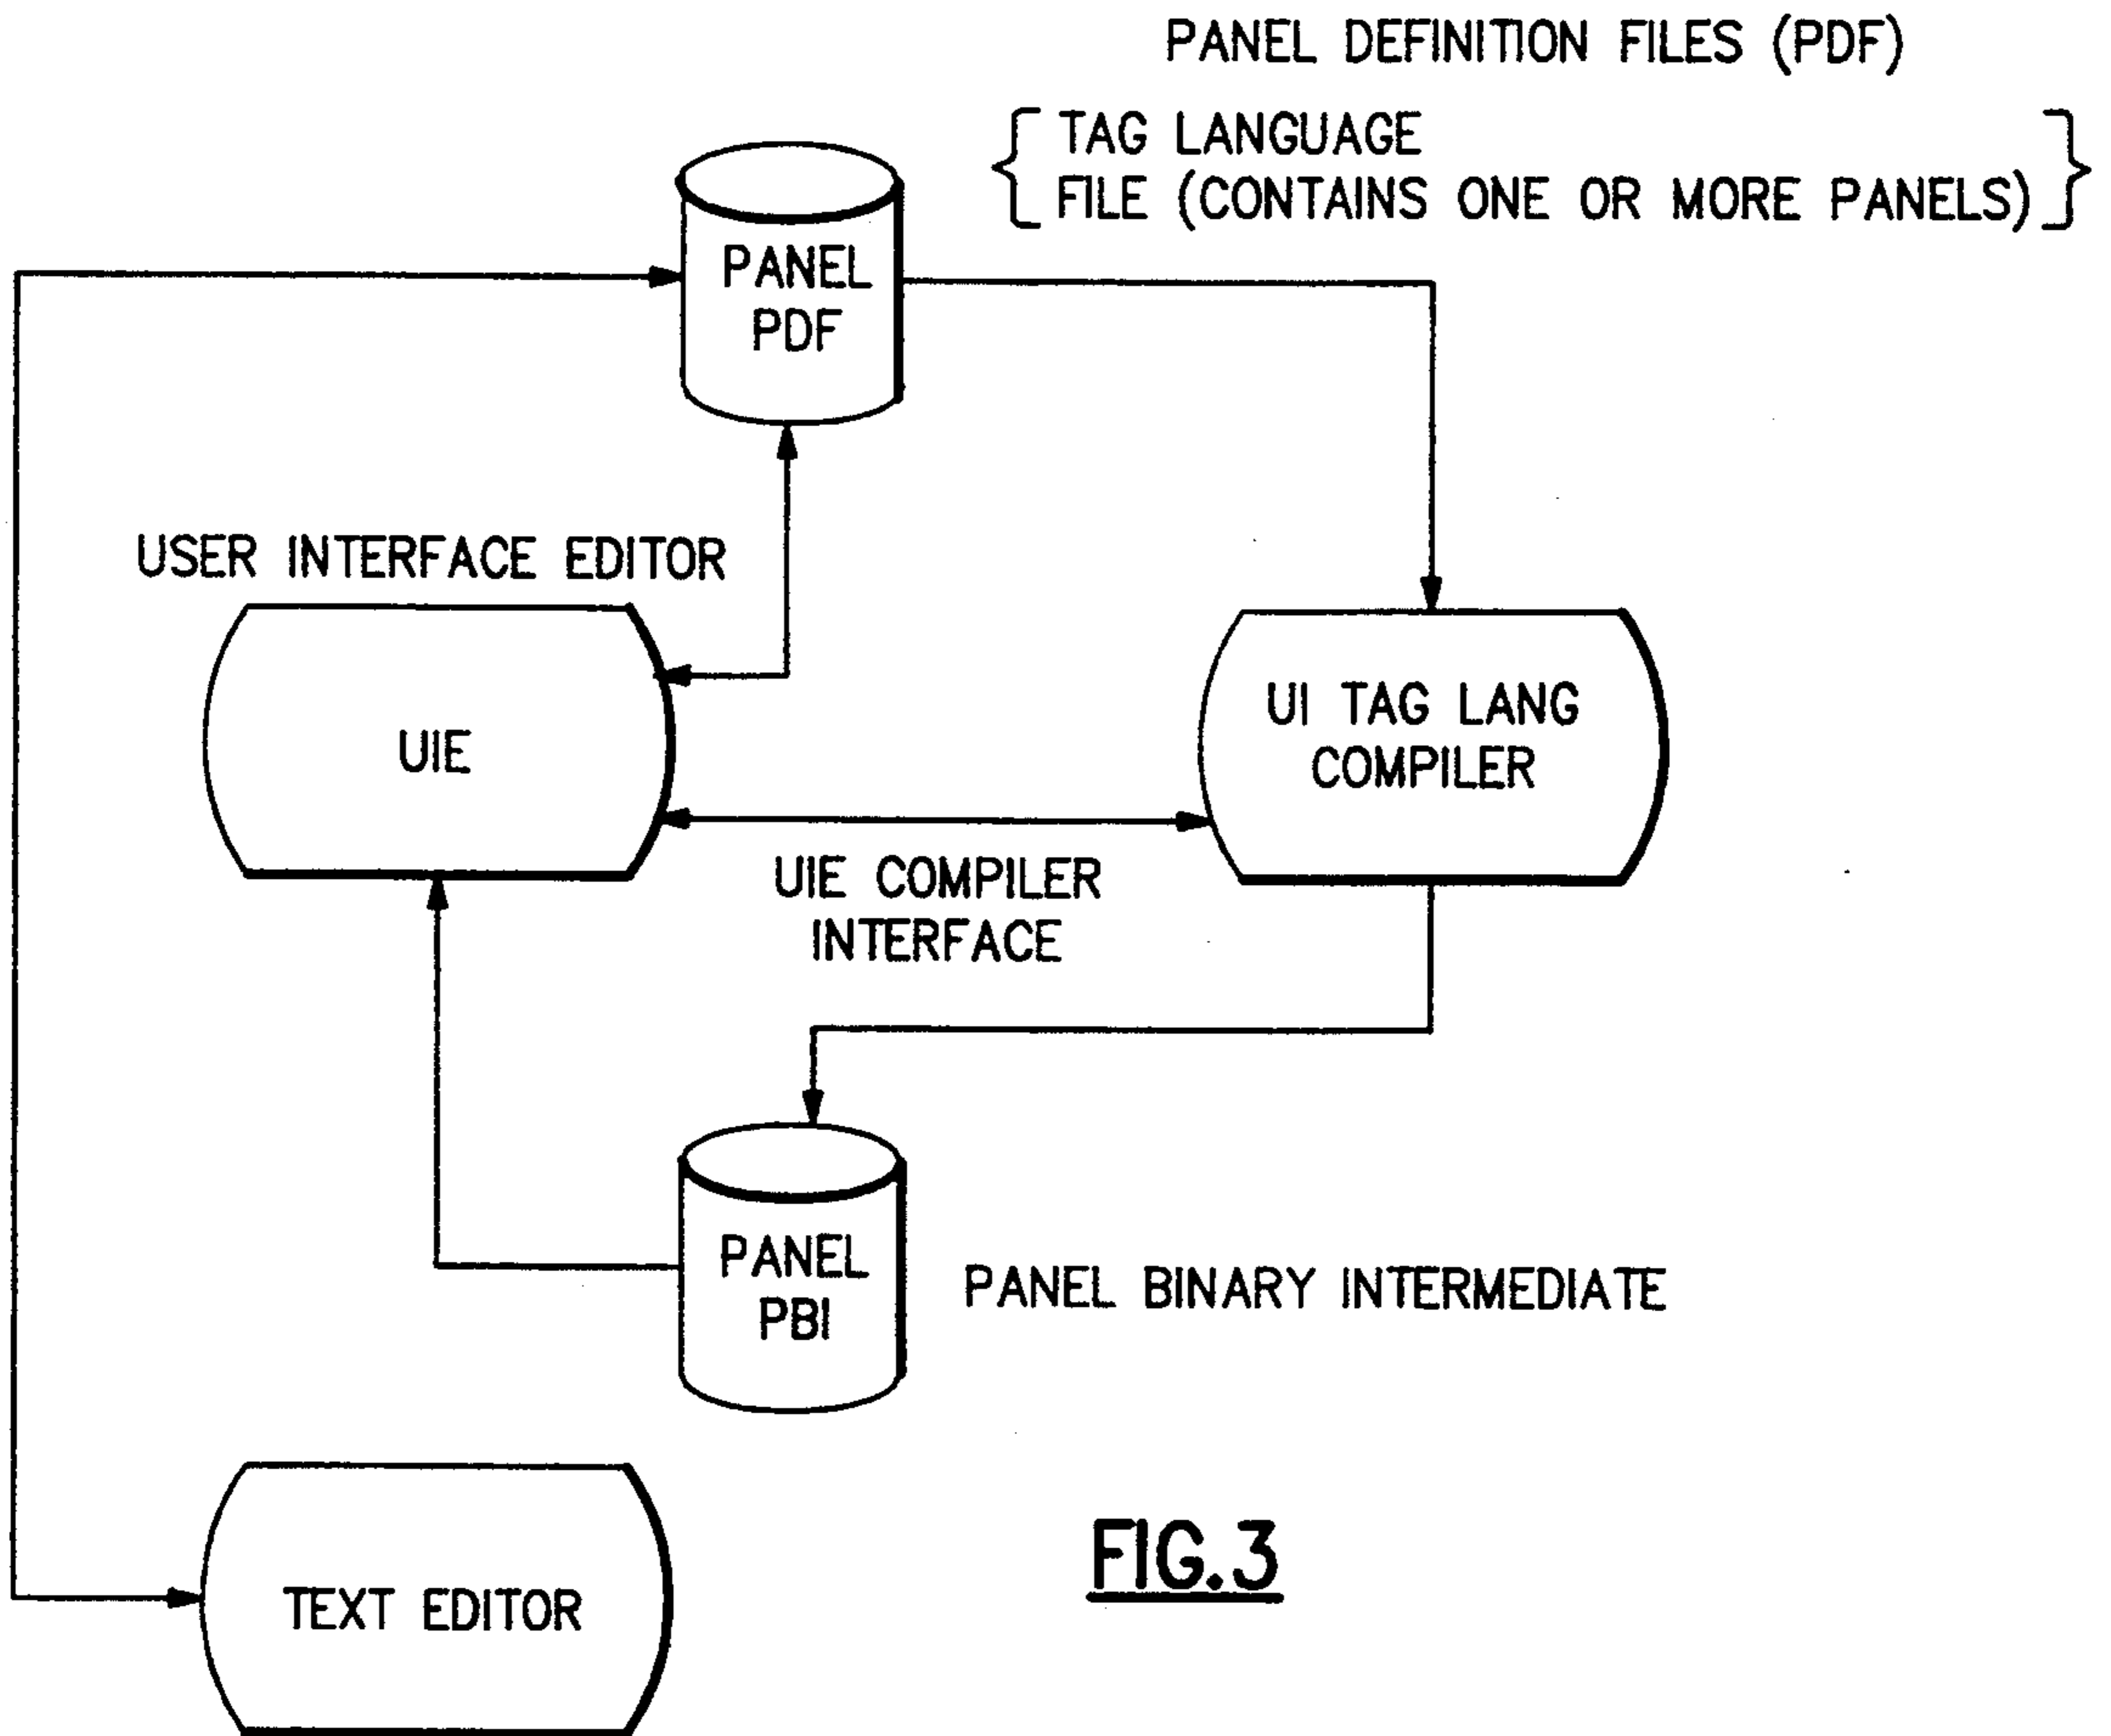 PANEL DEFINITION FILES (PDF)
TAG LANGUAGE
FILE (CONTAINS ONE OR MORE PANELS)
PANEL
PDF
USER INTERFACE EDITOR
UIE
UI TAG LANG
COMPILER
UIE COMPILER
INTERFACE
PANEL
PBI
PANEL BINARY INTERMEDIATE
TEXT EDITOR
FIG.3